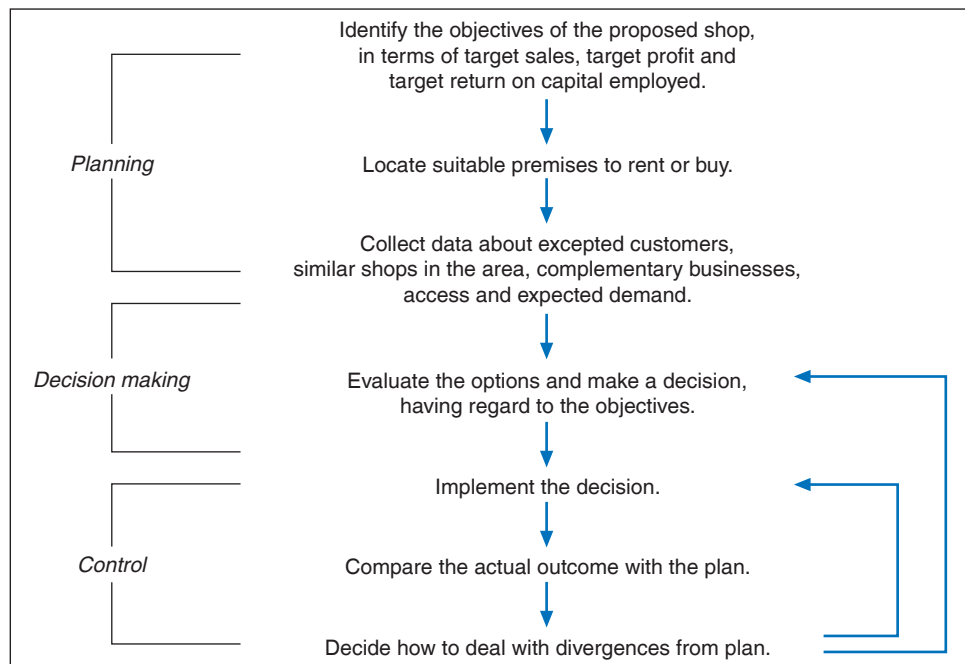 Identify the objectives of the proposed shop,
in terms of target sales, target profit and
target return on capital employed.
Planning
Locate suitable premises to rent or buy.
Collect data about excepted customers,
similar shops in the area, complementary businesses,
access and expected demand.
Decision making
Evaluate the options and make a decision,
having regard to the objectives.
Implement the decision.
Control
Compare the actual outcome with the plan.
Decide how to deal with divergences from plan.